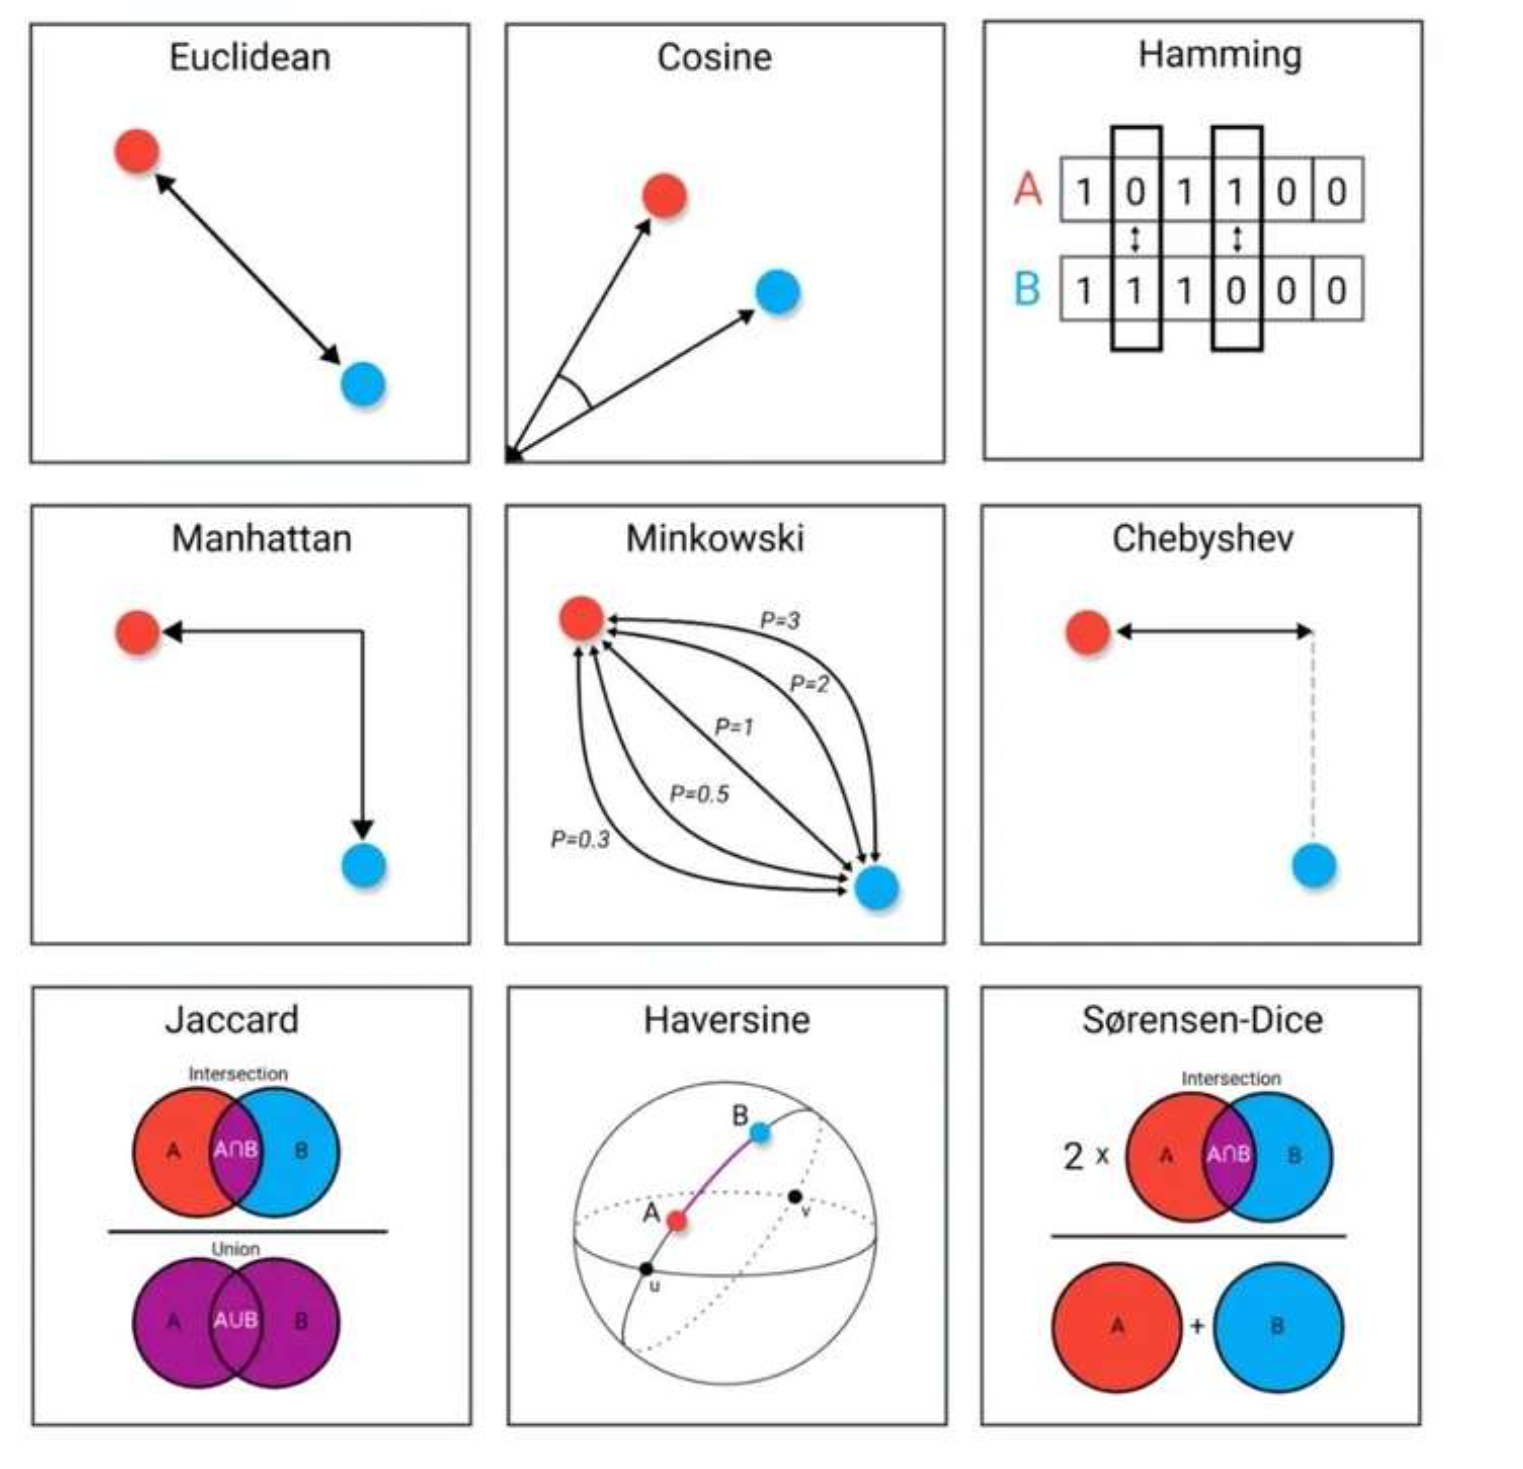 Euclidean
Cosine
Hamming
A 1 0 1 1 0 0
B 1 1 1 0 0 0
Manhattan
Minkowski
P=3
P=2
P=1
P=0.5
P=0.3
Chebyshev
Jaccard
Intersection
A A∩B B
Union
A A∪B B
Haversine
B
A
v
u
Sørensen-Dice
Intersection
2 x A A∩B B
A + B